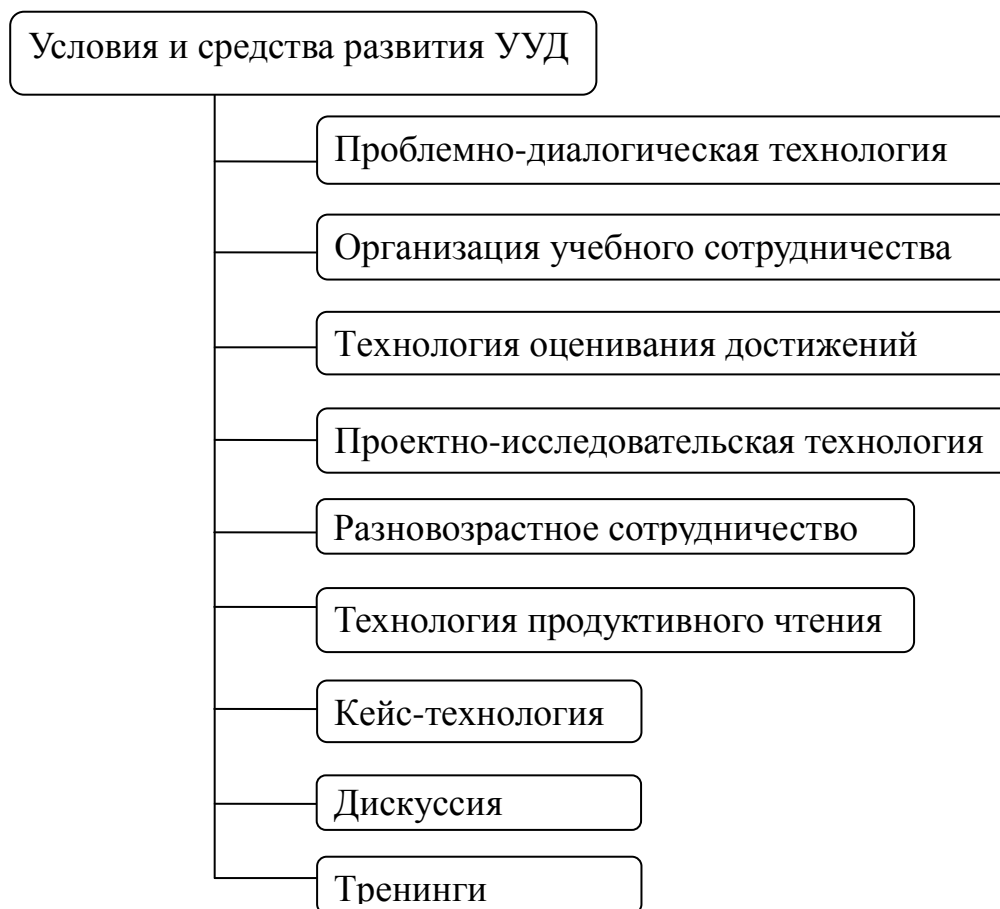 Условия и средства развития УУД
Проблемно-диалогическая технология
Организация учебного сотрудничества
Технология оценивания достижений
Проектно-исследовательская технология
Разновозрастное сотрудничество
Технология продуктивного чтения
Кейс-технология
Дискуссия
Тренинги